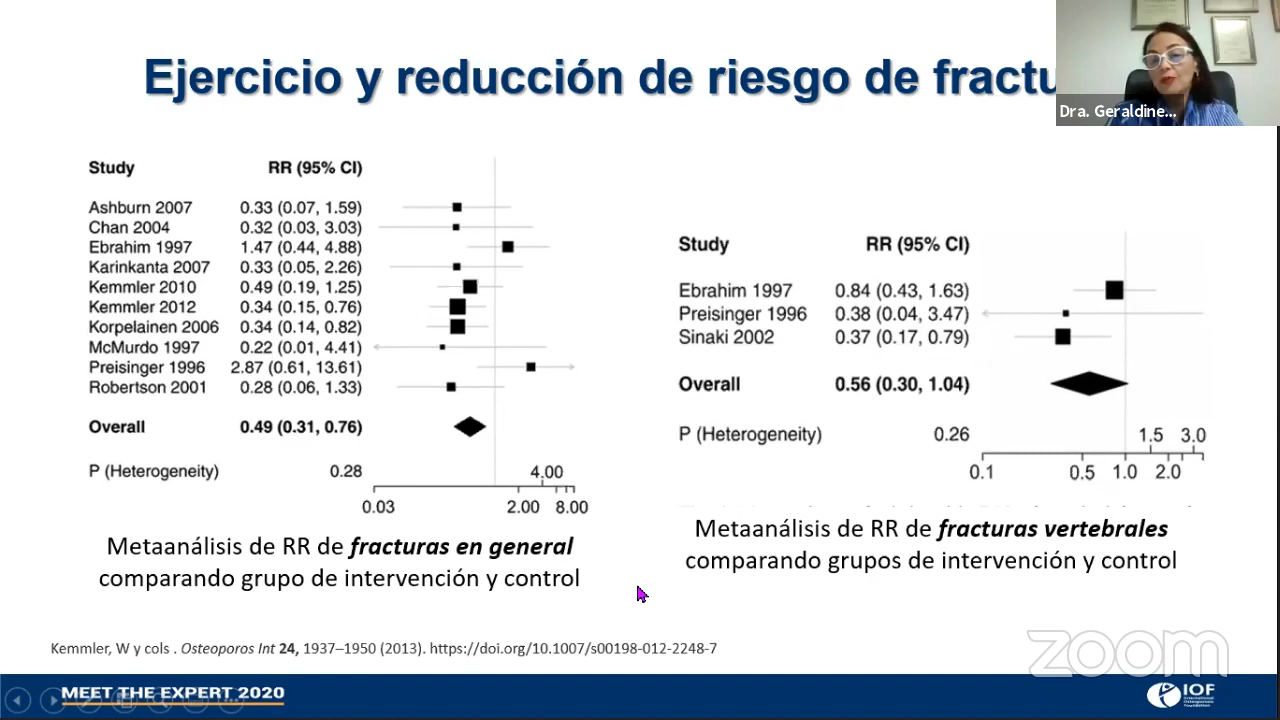 Ejercicio y reducción de riesgo de fractu
Dra. Geraldine...
Study RR (95% CI)
Ashburn 2007 0.33 (0.07, 1.59)
Chan 2004 0.32 (0.03, 3.03)
Ebrahim 1997 1.47 (0.44, 4.88)
Karinkanta 2007 0.33 (0.05, 2.26)
Kemmler 2010 0.49 (0.19, 1.25)
Kemmler 2012 0.34 (0.15, 0.76)
Korpelainen 2006 0.34 (0.14, 0.82)
McMurdo 1997 0.22 (0.01, 4.41)
Preisinger 1996 2.87 (0.61, 13.61)
Robertson 2001 0.28 (0.06, 1.33)
Overall 0.49 (0.31, 0.76)
P (Heterogeneity) 0.28 4.00
0.03 2.00 8.00
Metaanálisis de RR de fracturas en general
comparando grupo de intervención y control
Study RR (95% CI)
Ebrahim 1997 0.84 (0.43, 1.63)
Preisinger 1996 0.38 (0.04, 3.47)
Sinaki 2002 0.37 (0.17, 0.79)
Overall 0.56 (0.30, 1.04)
P (Heterogeneity) 0.26 1.5 3.0
0.1 0.5 1.0 2.0
Metaanálisis de RR de fracturas vertebrales
comparando grupos de intervención y control
Kemmler, W y cols . Osteoporos Int 24, 1937–1950 (2013). https://doi.org/10.1007/s00198-012-2248-7
zoom
MEET THE EXPERT 2020
IOF
International
Osteoporosis
Foundation